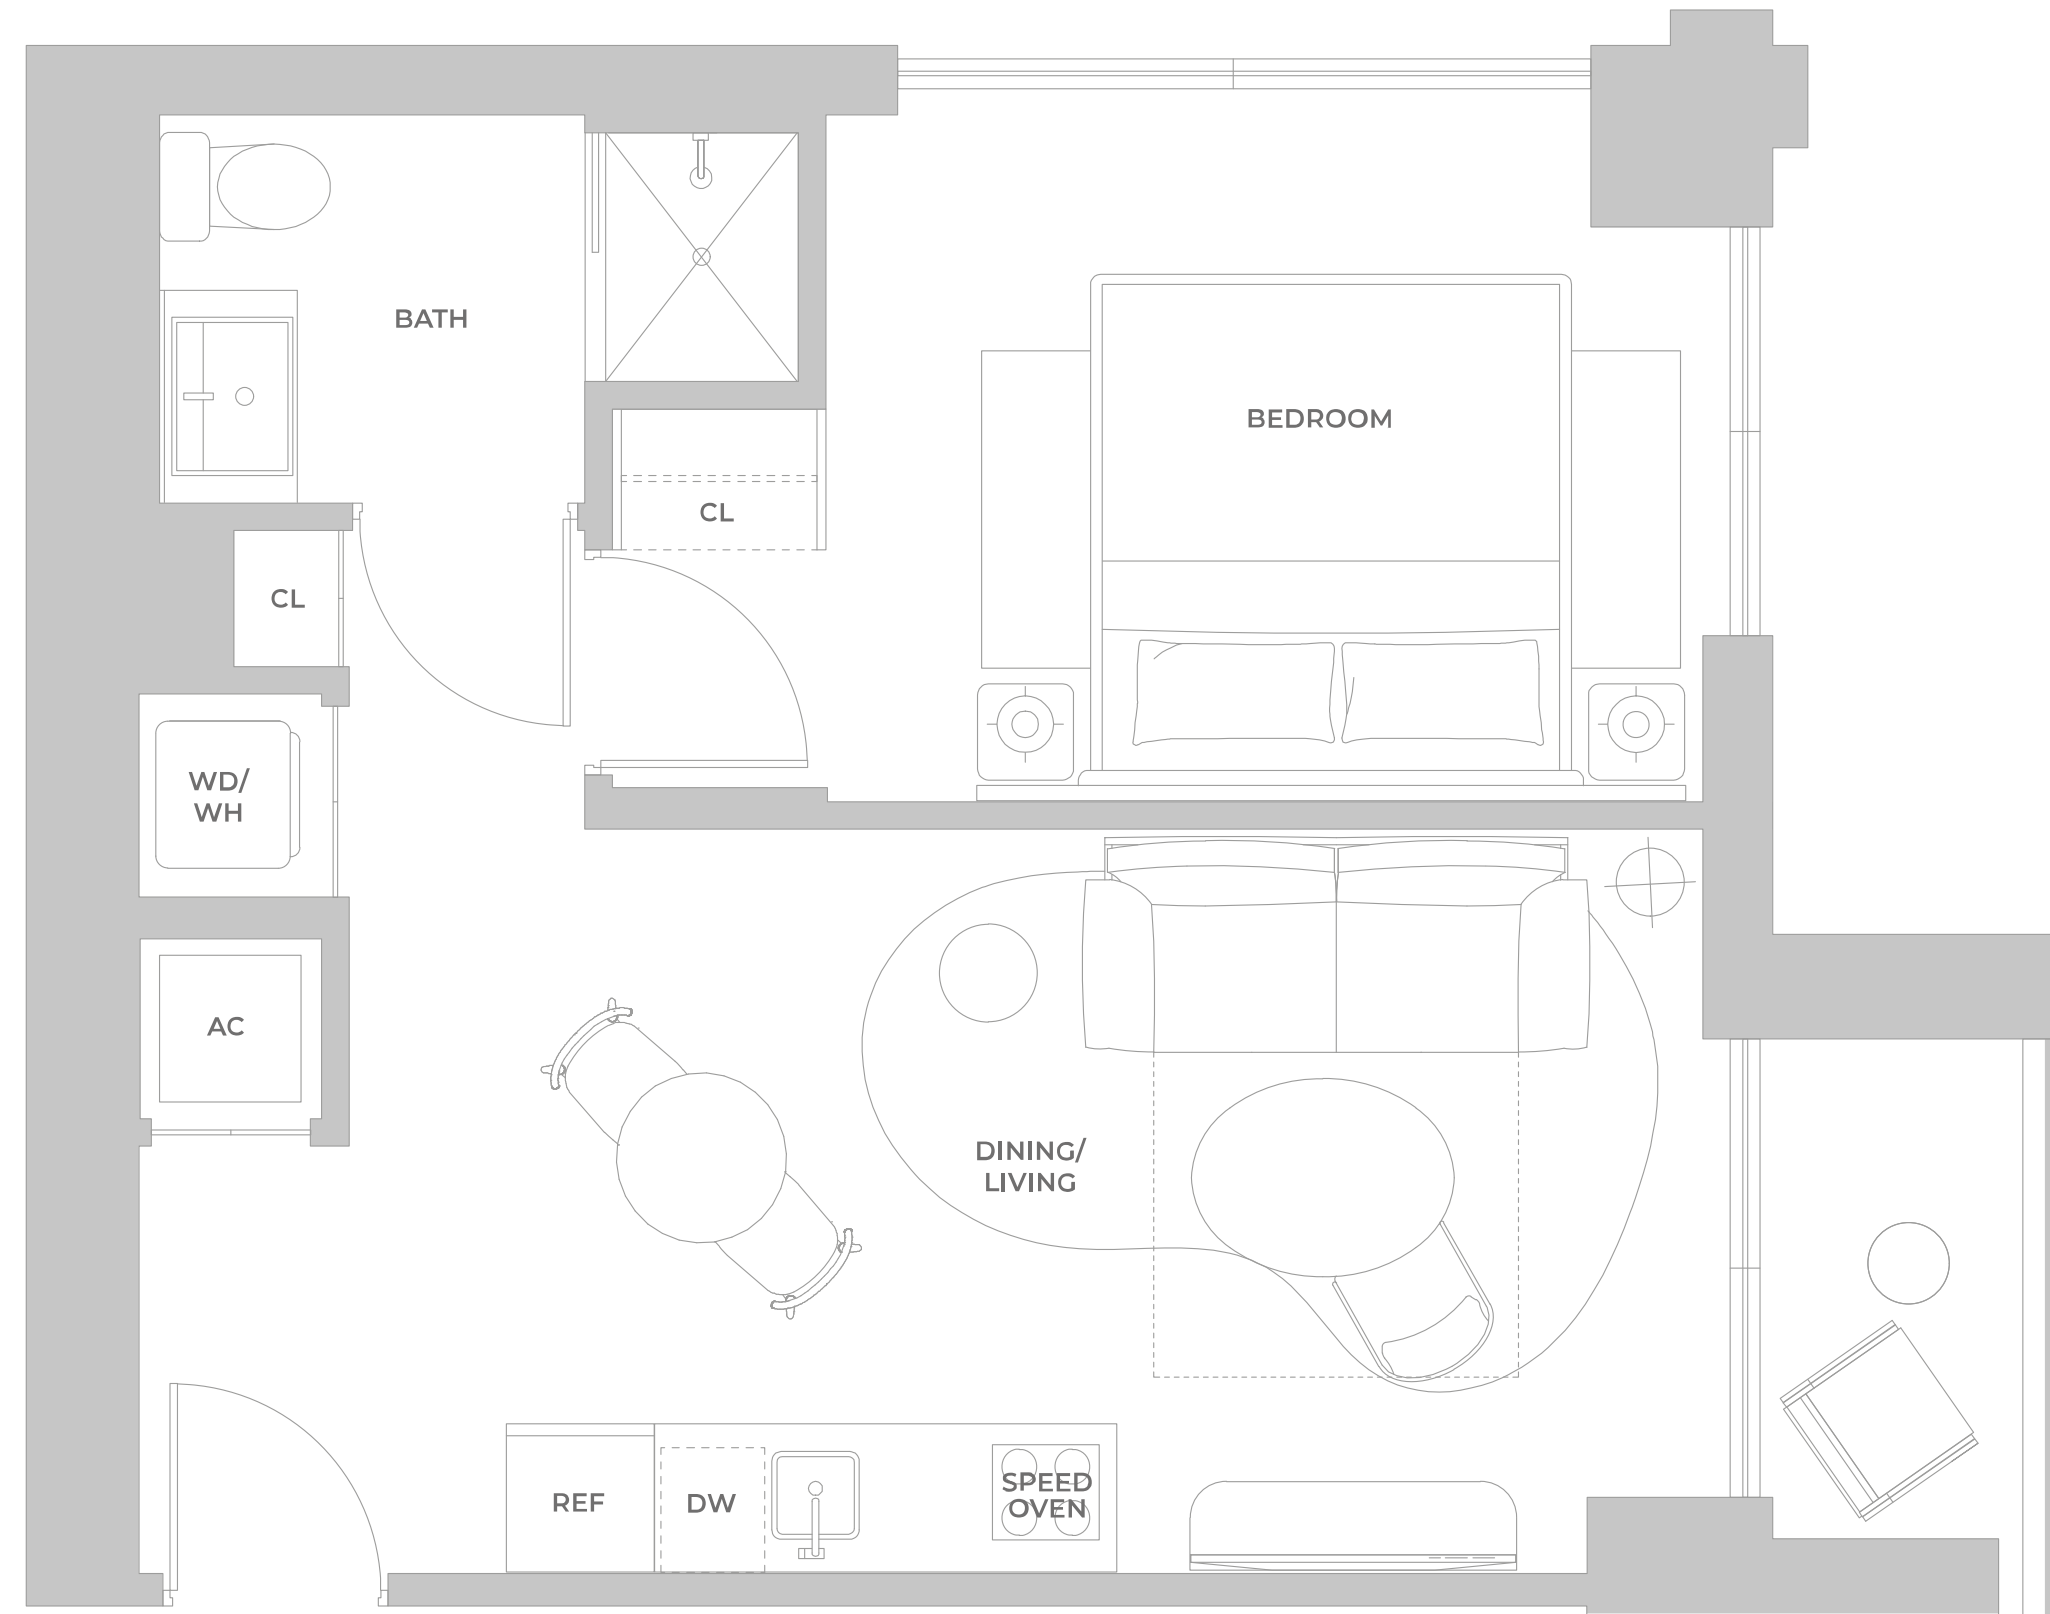 BATH
BEDROOM
CL
CL
WD/
WH
AC
DINING/
LIVING
REF
DW
SPEED
OVEN